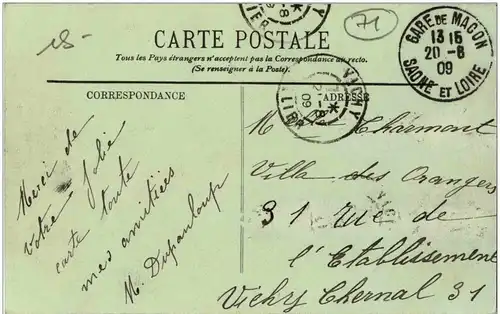 15-
71
CARTE POSTALE
Tous les Pays étrangers n'acceptent pas la Correspondance au recto.
(Se renseigner à la Poste).
GARE DE MACON
13 15
20 - 8
09
SAONE ET LOIRE
VICHY
ALLIER
CORRESPONDANCE
ADRESSE
Merci de
votre jolie
carte toute
mes amitiées
M. Dupanloup
Charmont
Villa des Orangers
31 rue de
l'Etablissement
Vichy Thermal 31